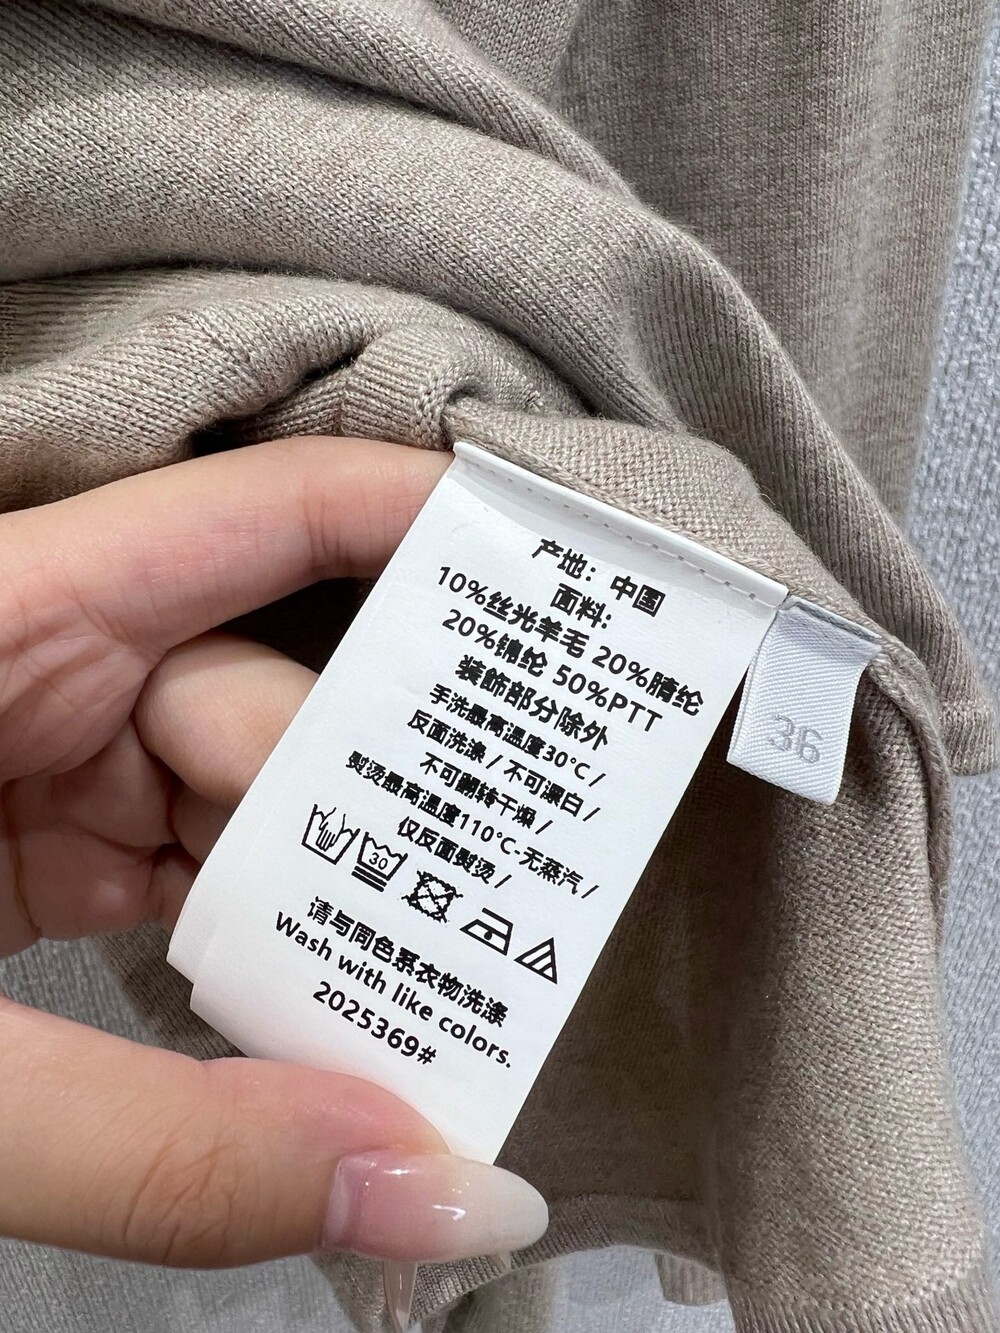 产地：中国
面料：
10%丝光羊毛 20%腈纶
20%锦纶 50%PTT
装饰部分除外
手洗最高温度30℃/
反面洗涤/不可漂白/
不可翻转干燥/
熨烫最高温度110℃-无蒸汽/
仅反面熨烫/
30
请与同色系衣物洗涤
Wash with like colors.
2025369#
36